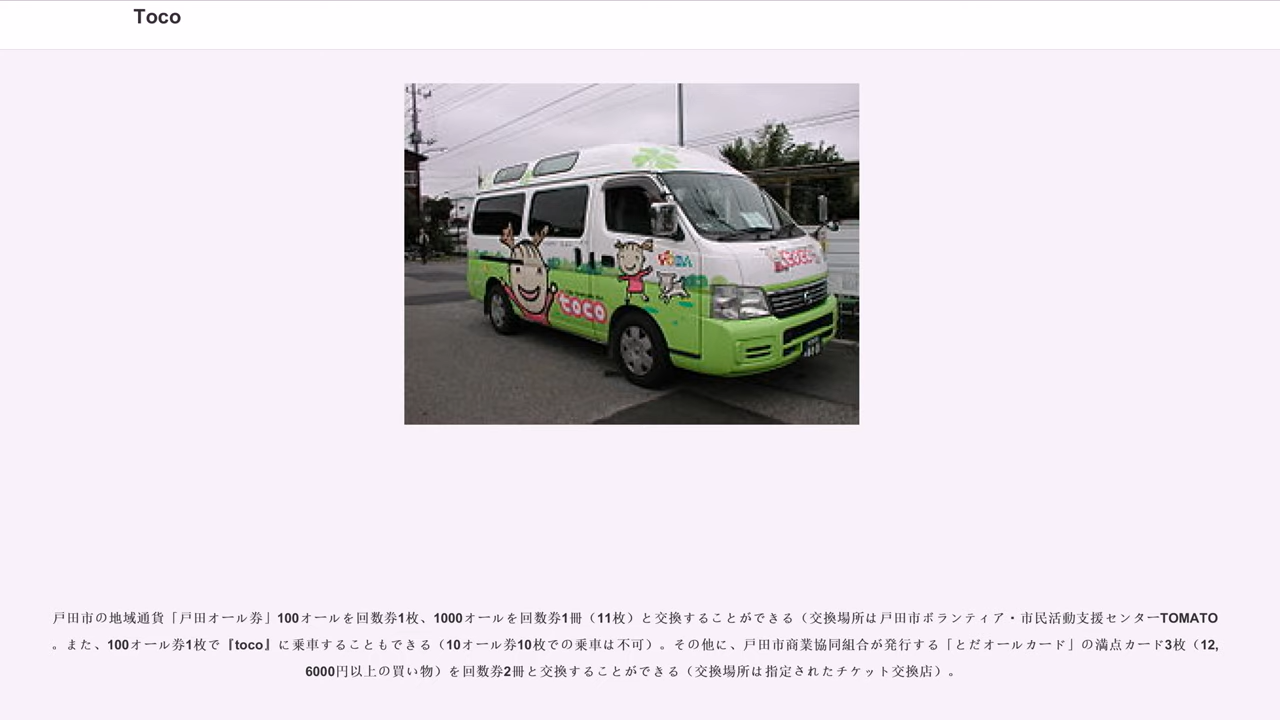 Toco
toco
戸田市の地域通貨「戸田オール券」100オールを回数券1枚、1000オールを回数券1冊（11枚）と交換することができる（交換場所は戸田市ボランティア・市民活動支援センターTOMATO
。また、100オール券1枚で『toco』に乗車することもできる（10オール券10枚での乗車は不可）。その他に、戸田市商業協同組合が発行する「とだオールカード」の満点カード3枚（12,
6000円以上の買い物）を回数券2冊と交換することができる（交換場所は指定されたチケット交換店）。